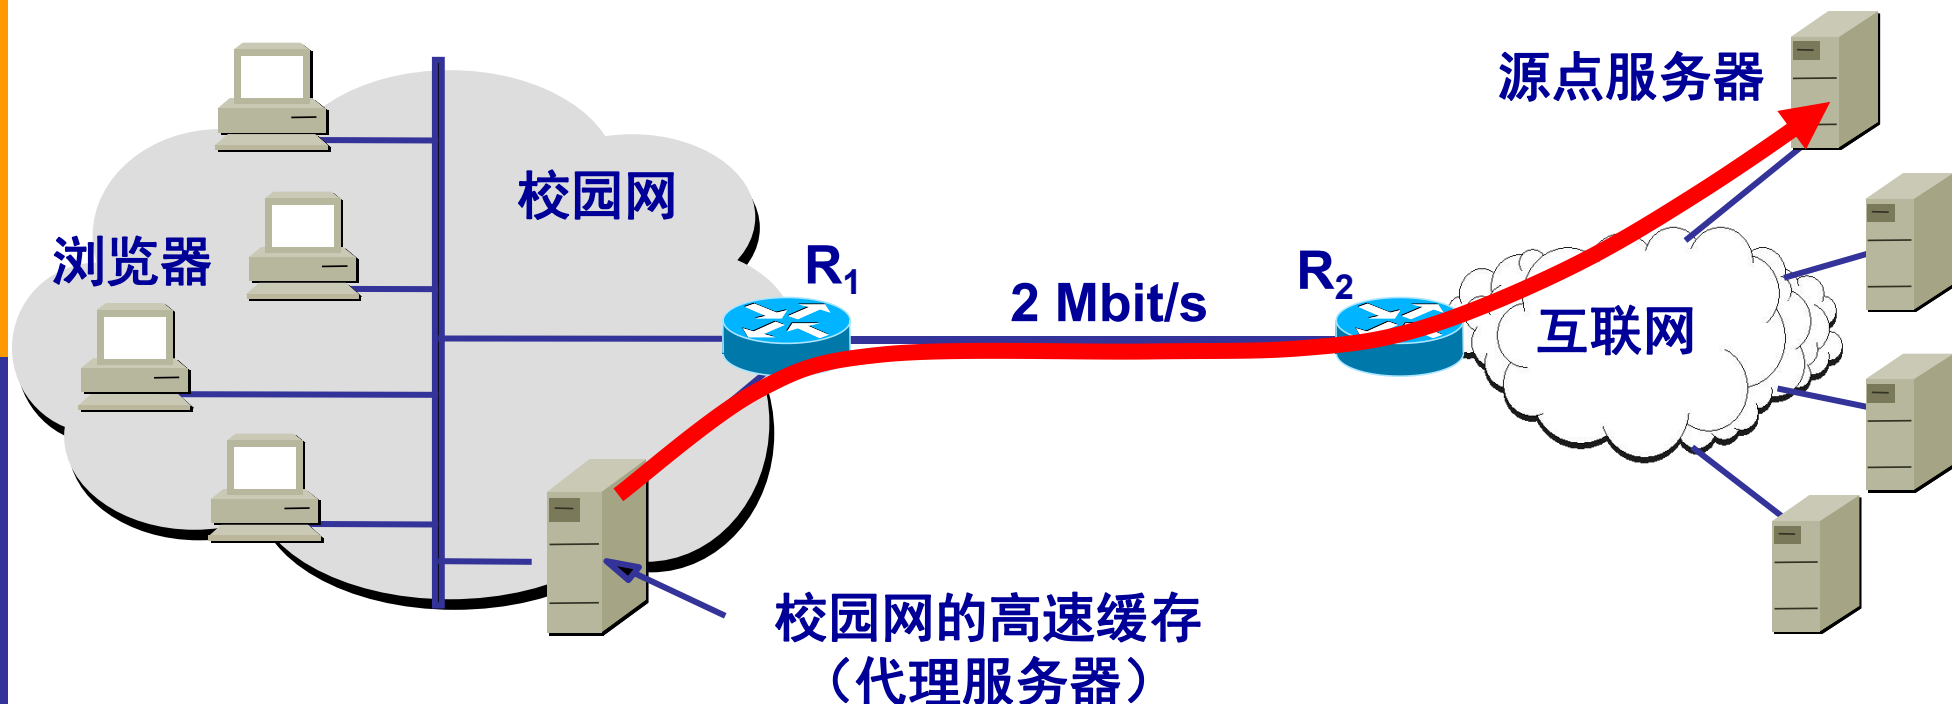 源点服务器
校园网
浏览器
R1
2 Mbit/s
R2
互联网
校园网的高速缓存
（代理服务器）